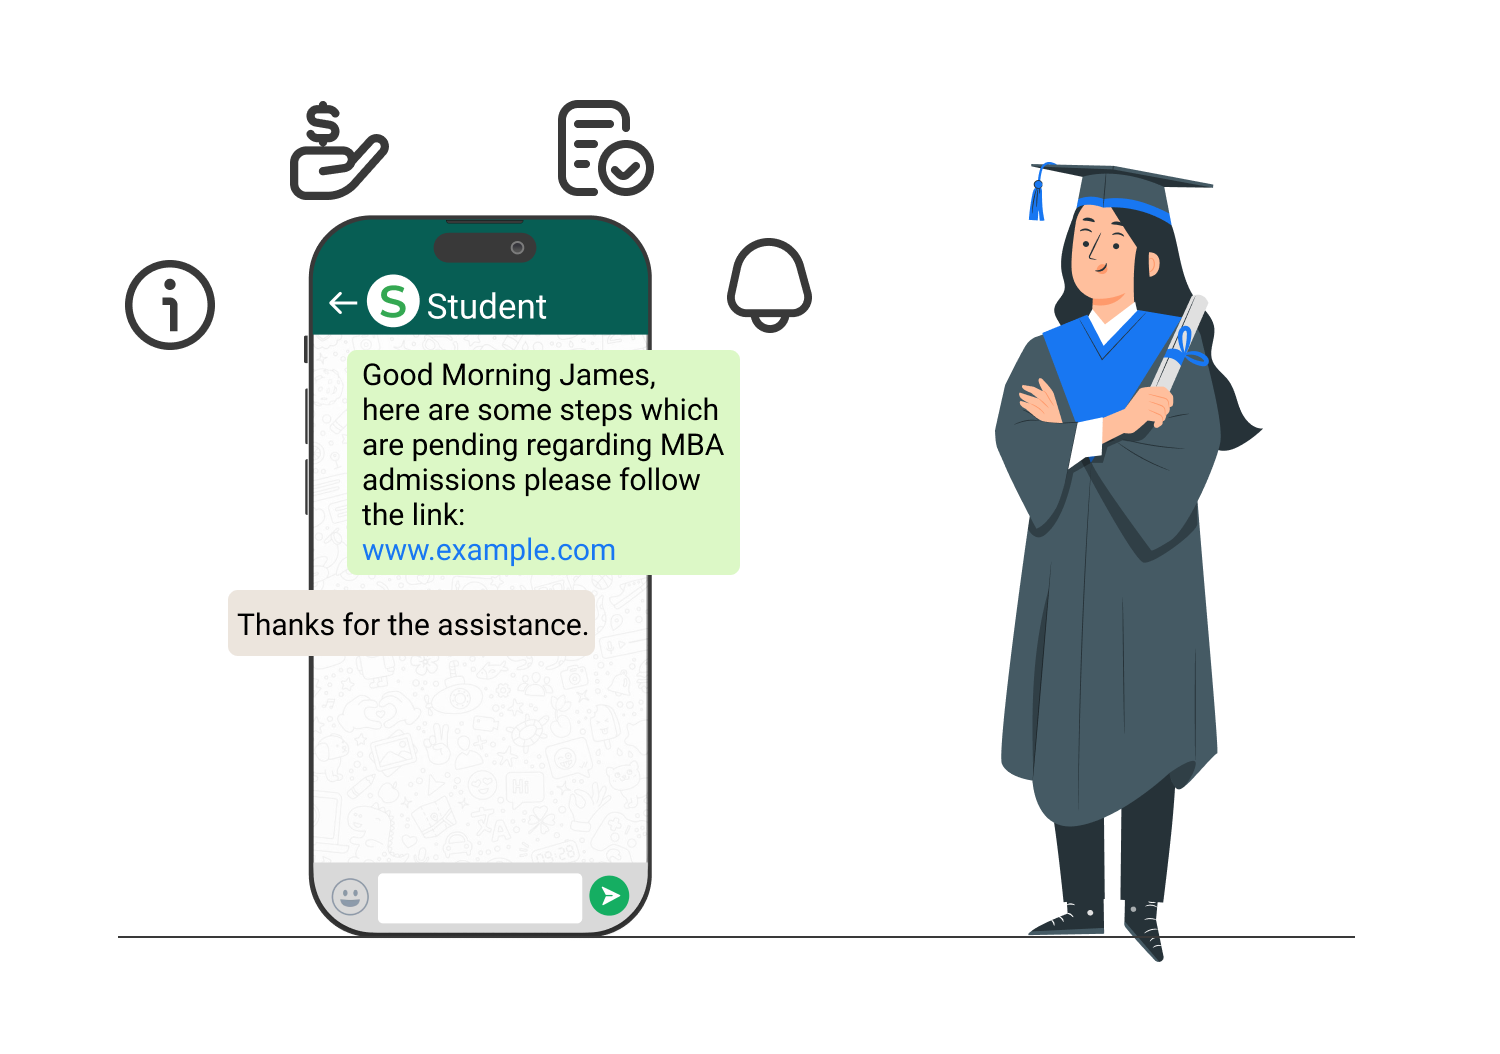 S Student
Good Morning James,
here are some steps which
are pending regarding MBA
admissions please follow
the link:
www.example.com
Thanks for the assistance.